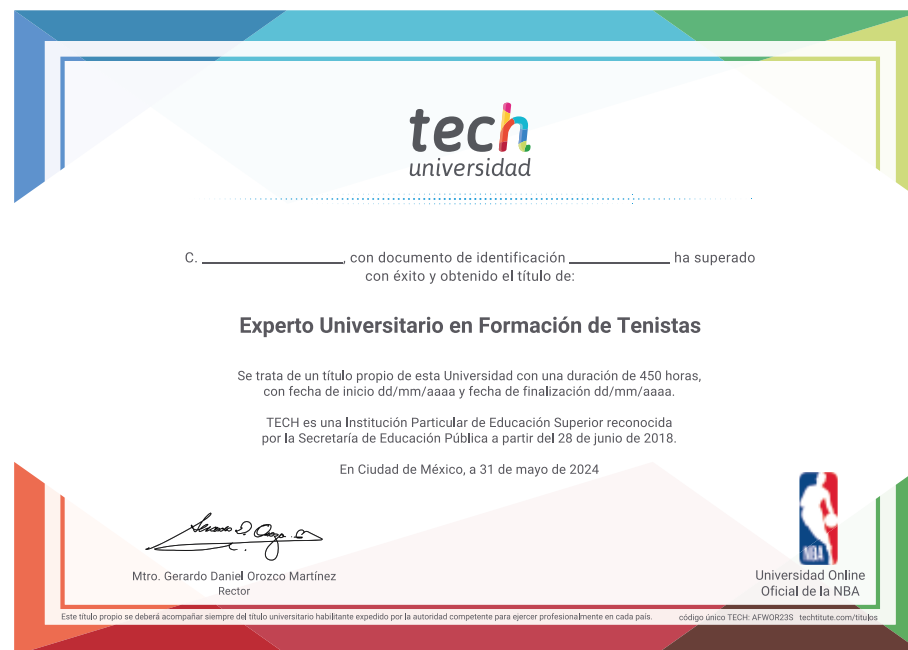 tech
universidad
C. ____________, con documento de identificación ____________ ha superado
con éxito y obtenido el título de:
Experto Universitario en Formación de Tenistas
Se trata de un título propio de esta Universidad con una duración de 450 horas,
con fecha de inicio dd/mm/aaaa y fecha de finalización dd/mm/aaaa.
TECH es una Institución Particular de Educación Superior reconocida
por la Secretaría de Educación Pública a partir del 28 de junio de 2018.
En Ciudad de México, a 31 de mayo de 2024
Mtro. Gerardo Daniel Orozco Martínez
Rector
NBA
Universidad Online
Oficial de la NBA
Este título propio se deberá acompañar siempre del título universitario habilitante expedido por la autoridad competente para ejercer profesionalmente en cada país. código único TECH: AFWOR23S techtitute.com/titulos